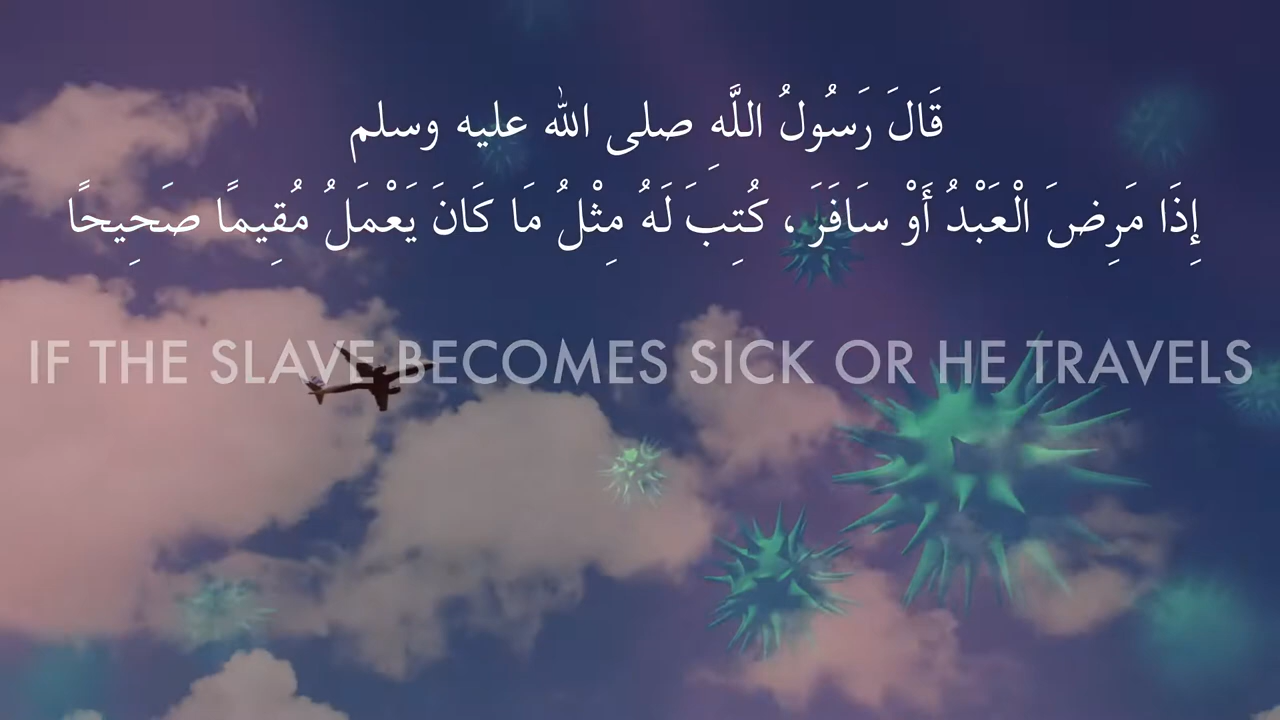 قَالَ رَسُولُ اللَّهِ صلى الله عليه وسلم
إِذَا مَرِضَ الْعَبْدُ أَوْ سَافَرَ ، كُتِبَ لَهُ مِثْلُ مَا كَانَ يَعْمَلُ مُقِيماً صَحِيحًا
IF THE SLAVE BECOMES SICK OR HE TRAVELS